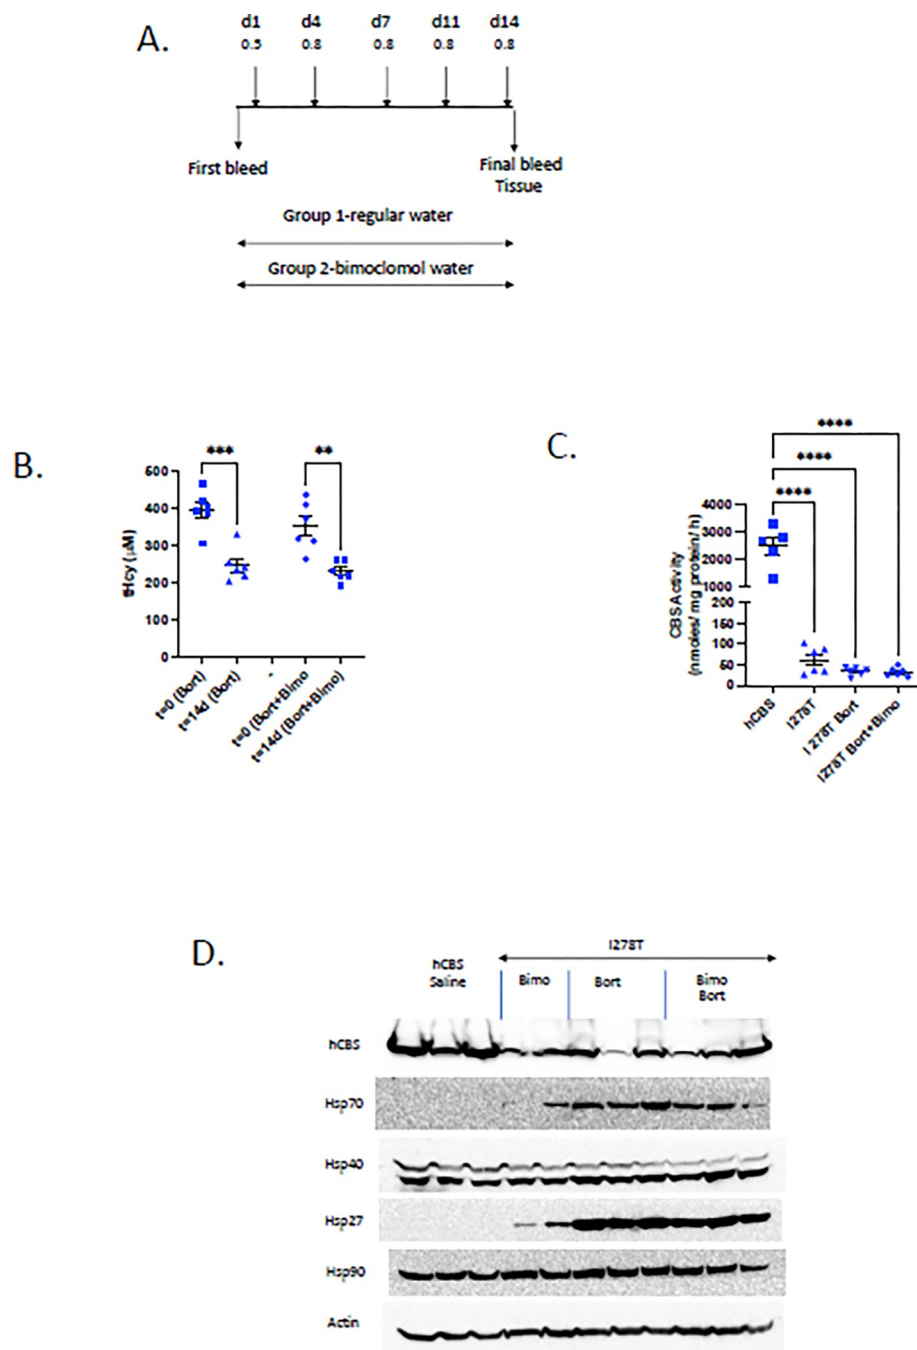 A.
d1 d4 d7 d11 d14
0.5 0.8 0.8 0.8 0.8
First bleed
Final bleed
Tissue
Group 1-regular water
Group 2-bimoclomol water
B.
*** **
600
400
300
200
100
0
tHcy (µM)
t=0 (Bort)
t=14d (Bort)
-
t=0 (Bort+Bimo
t=14d (Bort+Bimo)
C.
****
****
****
4000
3000
2000
1000
200
150
100
50
0
CBS Activity
(nmoles/ mg protein/ h)
hCBS
I278T
I 278T Bort
I278T Bort+Bimo
D.
I278T
hCBS
Saline
Bimo
Bort
Bimo
Bort
hCBS
Hsp70
Hsp40
Hsp27
Hsp90
Actin